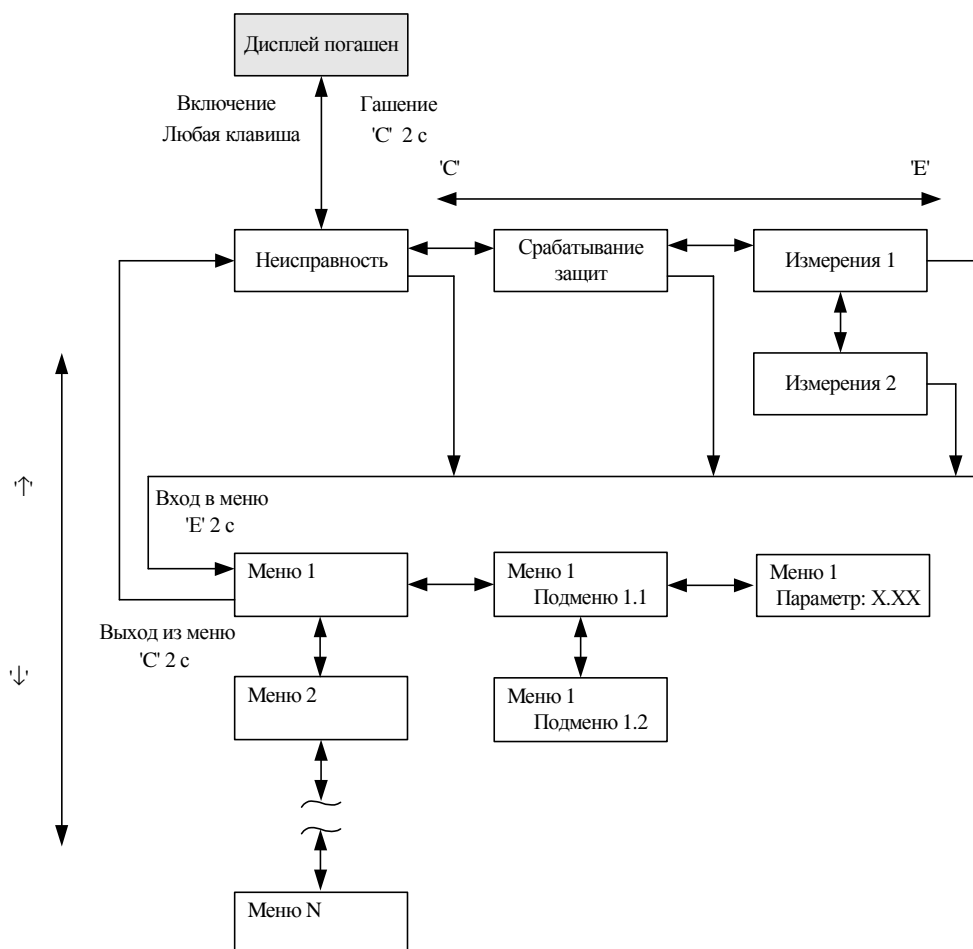 Дисплей погашен
Включение
Любая клавиша
Гашение
'С' 2 с
'С'
'Е'
Неисправность
Срабатывание
защит
Измерения 1
Измерения 2
'↑'
Вход в меню
'Е' 2 с
Меню 1
Меню 1
Подменю 1.1
Меню 1
Параметр: Х.ХХ
Выход из меню
'С' 2 с
'↓'
Меню 2
Меню 1
Подменю 1.2
Меню N